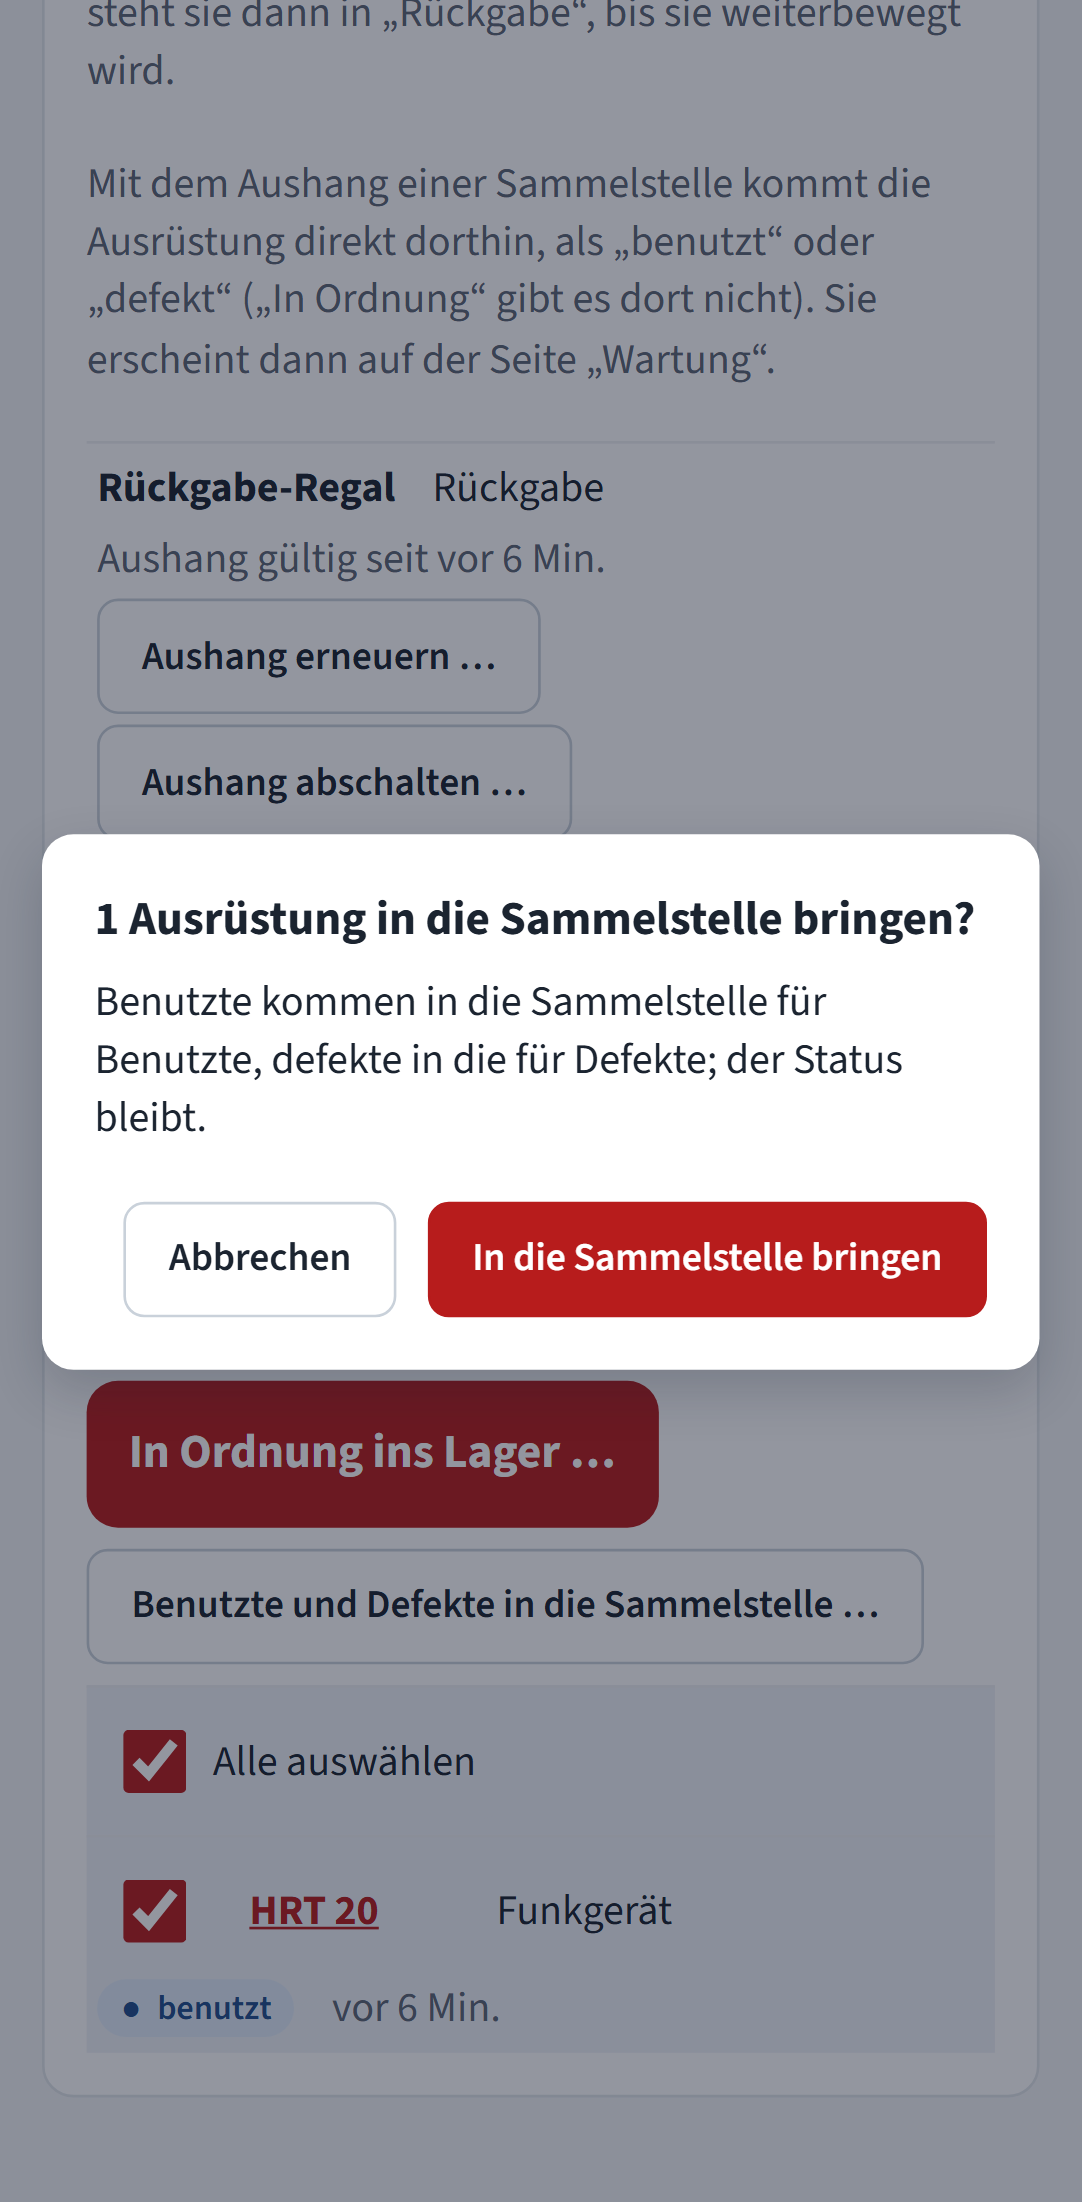 steht sie dann in „Rückgabe“, bis sie weiterbewegt
wird.
Mit dem Aushang einer Sammelstelle kommt die
Ausrüstung direkt dorthin, als „benutzt“ oder
„defekt“ („In Ordnung“ gibt es dort nicht). Sie
erscheint dann auf der Seite „Wartung“.
Rückgabe-Regal Rückgabe
Aushang gültig seit vor 6 Min.
Aushang erneuern …
Aushang abschalten …
1 Ausrüstung in die Sammelstelle bringen?
Benutzte kommen in die Sammelstelle für
Benutzte, defekte in die für Defekte; der Status
bleibt.
Abbrechen In die Sammelstelle bringen
In Ordnung ins Lager …
Benutzte und Defekte in die Sammelstelle …
Alle auswählen
HRT 20 Funkgerät
benutzt vor 6 Min.